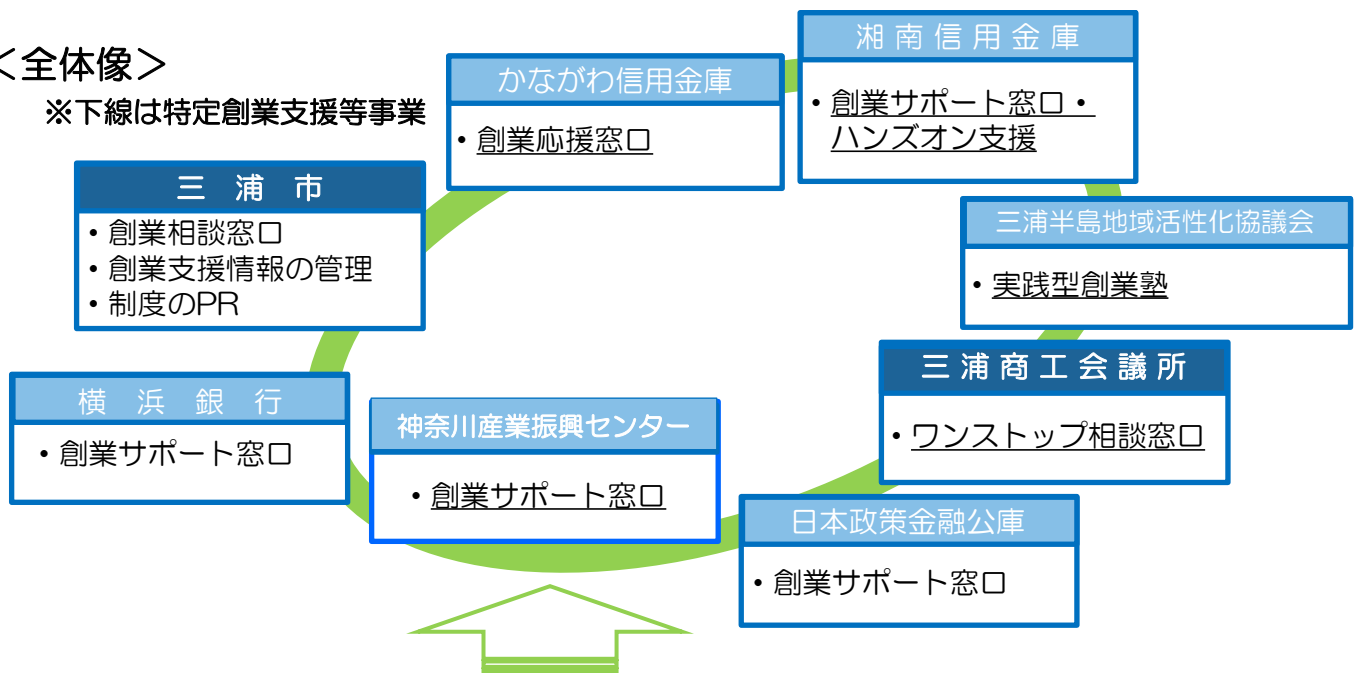 <全体像>
※下線は特定創業支援等事業
かながわ信用金庫
・創業応援窓口
湘南信用金庫
・創業サポート窓口・
ハンズオン支援
三浦市
・創業相談窓口
・創業支援情報の管理
・制度のPR
三浦半島地域活性化協議会
・実践型創業塾
横浜銀行
・創業サポート窓口
神奈川産業振興センター
・創業サポート窓口
三浦商工会議所
・ワンストップ相談窓口
日本政策金融公庫
・創業サポート窓口